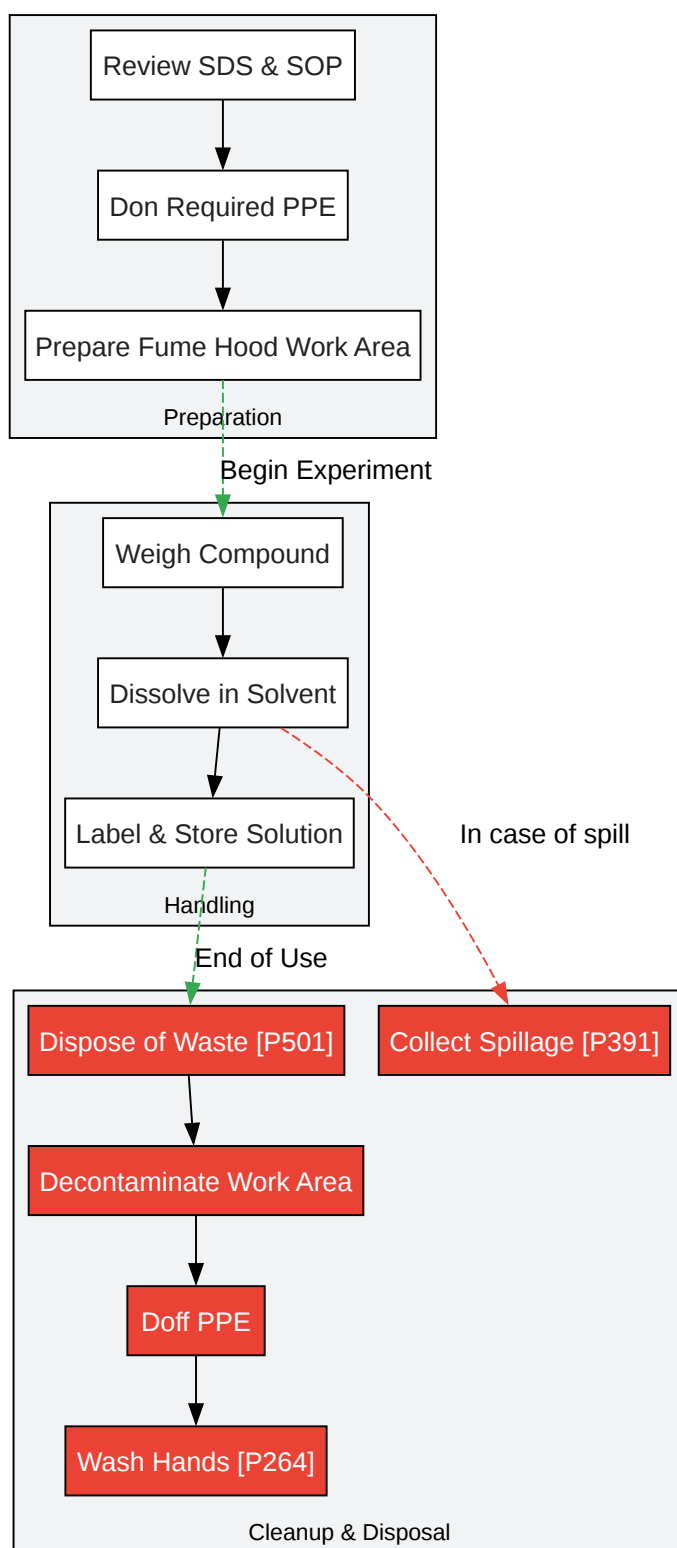 Review SDS & SOP
Don Required PPE
Prepare Fume Hood Work Area
Preparation
Begin Experiment
Weigh Compound
Dissolve in Solvent
Label & Store Solution
In case of spill
Handling
End of Use
Dispose of Waste [P501]
Collect Spillage [P391]
Decontaminate Work Area
Doff PPE
Wash Hands [P264]
Cleanup & Disposal